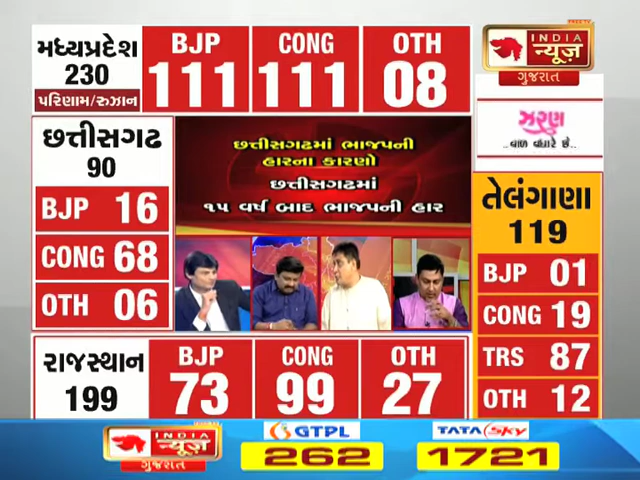 મધ્યપ્રદેશ
230
પરિણામ/રુઝાન
BJP
111
CONG
111
OTH
08
INDIA
न्यूज़
ગુજરાત
છત્તીસગઢ
90
BJP 16
CONG 68
OTH 06
છત્તીસગઢમાં ભાજપની
હારના કારણો
છત્તીસગઢમાં
૧૫ વર્ષ બાદ ભાજપની હાર
ઝરણ
..વાળ વધારે છે..
તેલંગાણા
119
BJP 01
CONG 19
TRS 87
OTH 12
રાજસ્થાન
199
BJP
73
CONG
99
OTH
27
INDIA
न्यूज़
ગુજરાત
GTPL
262
TATA Sky
1721